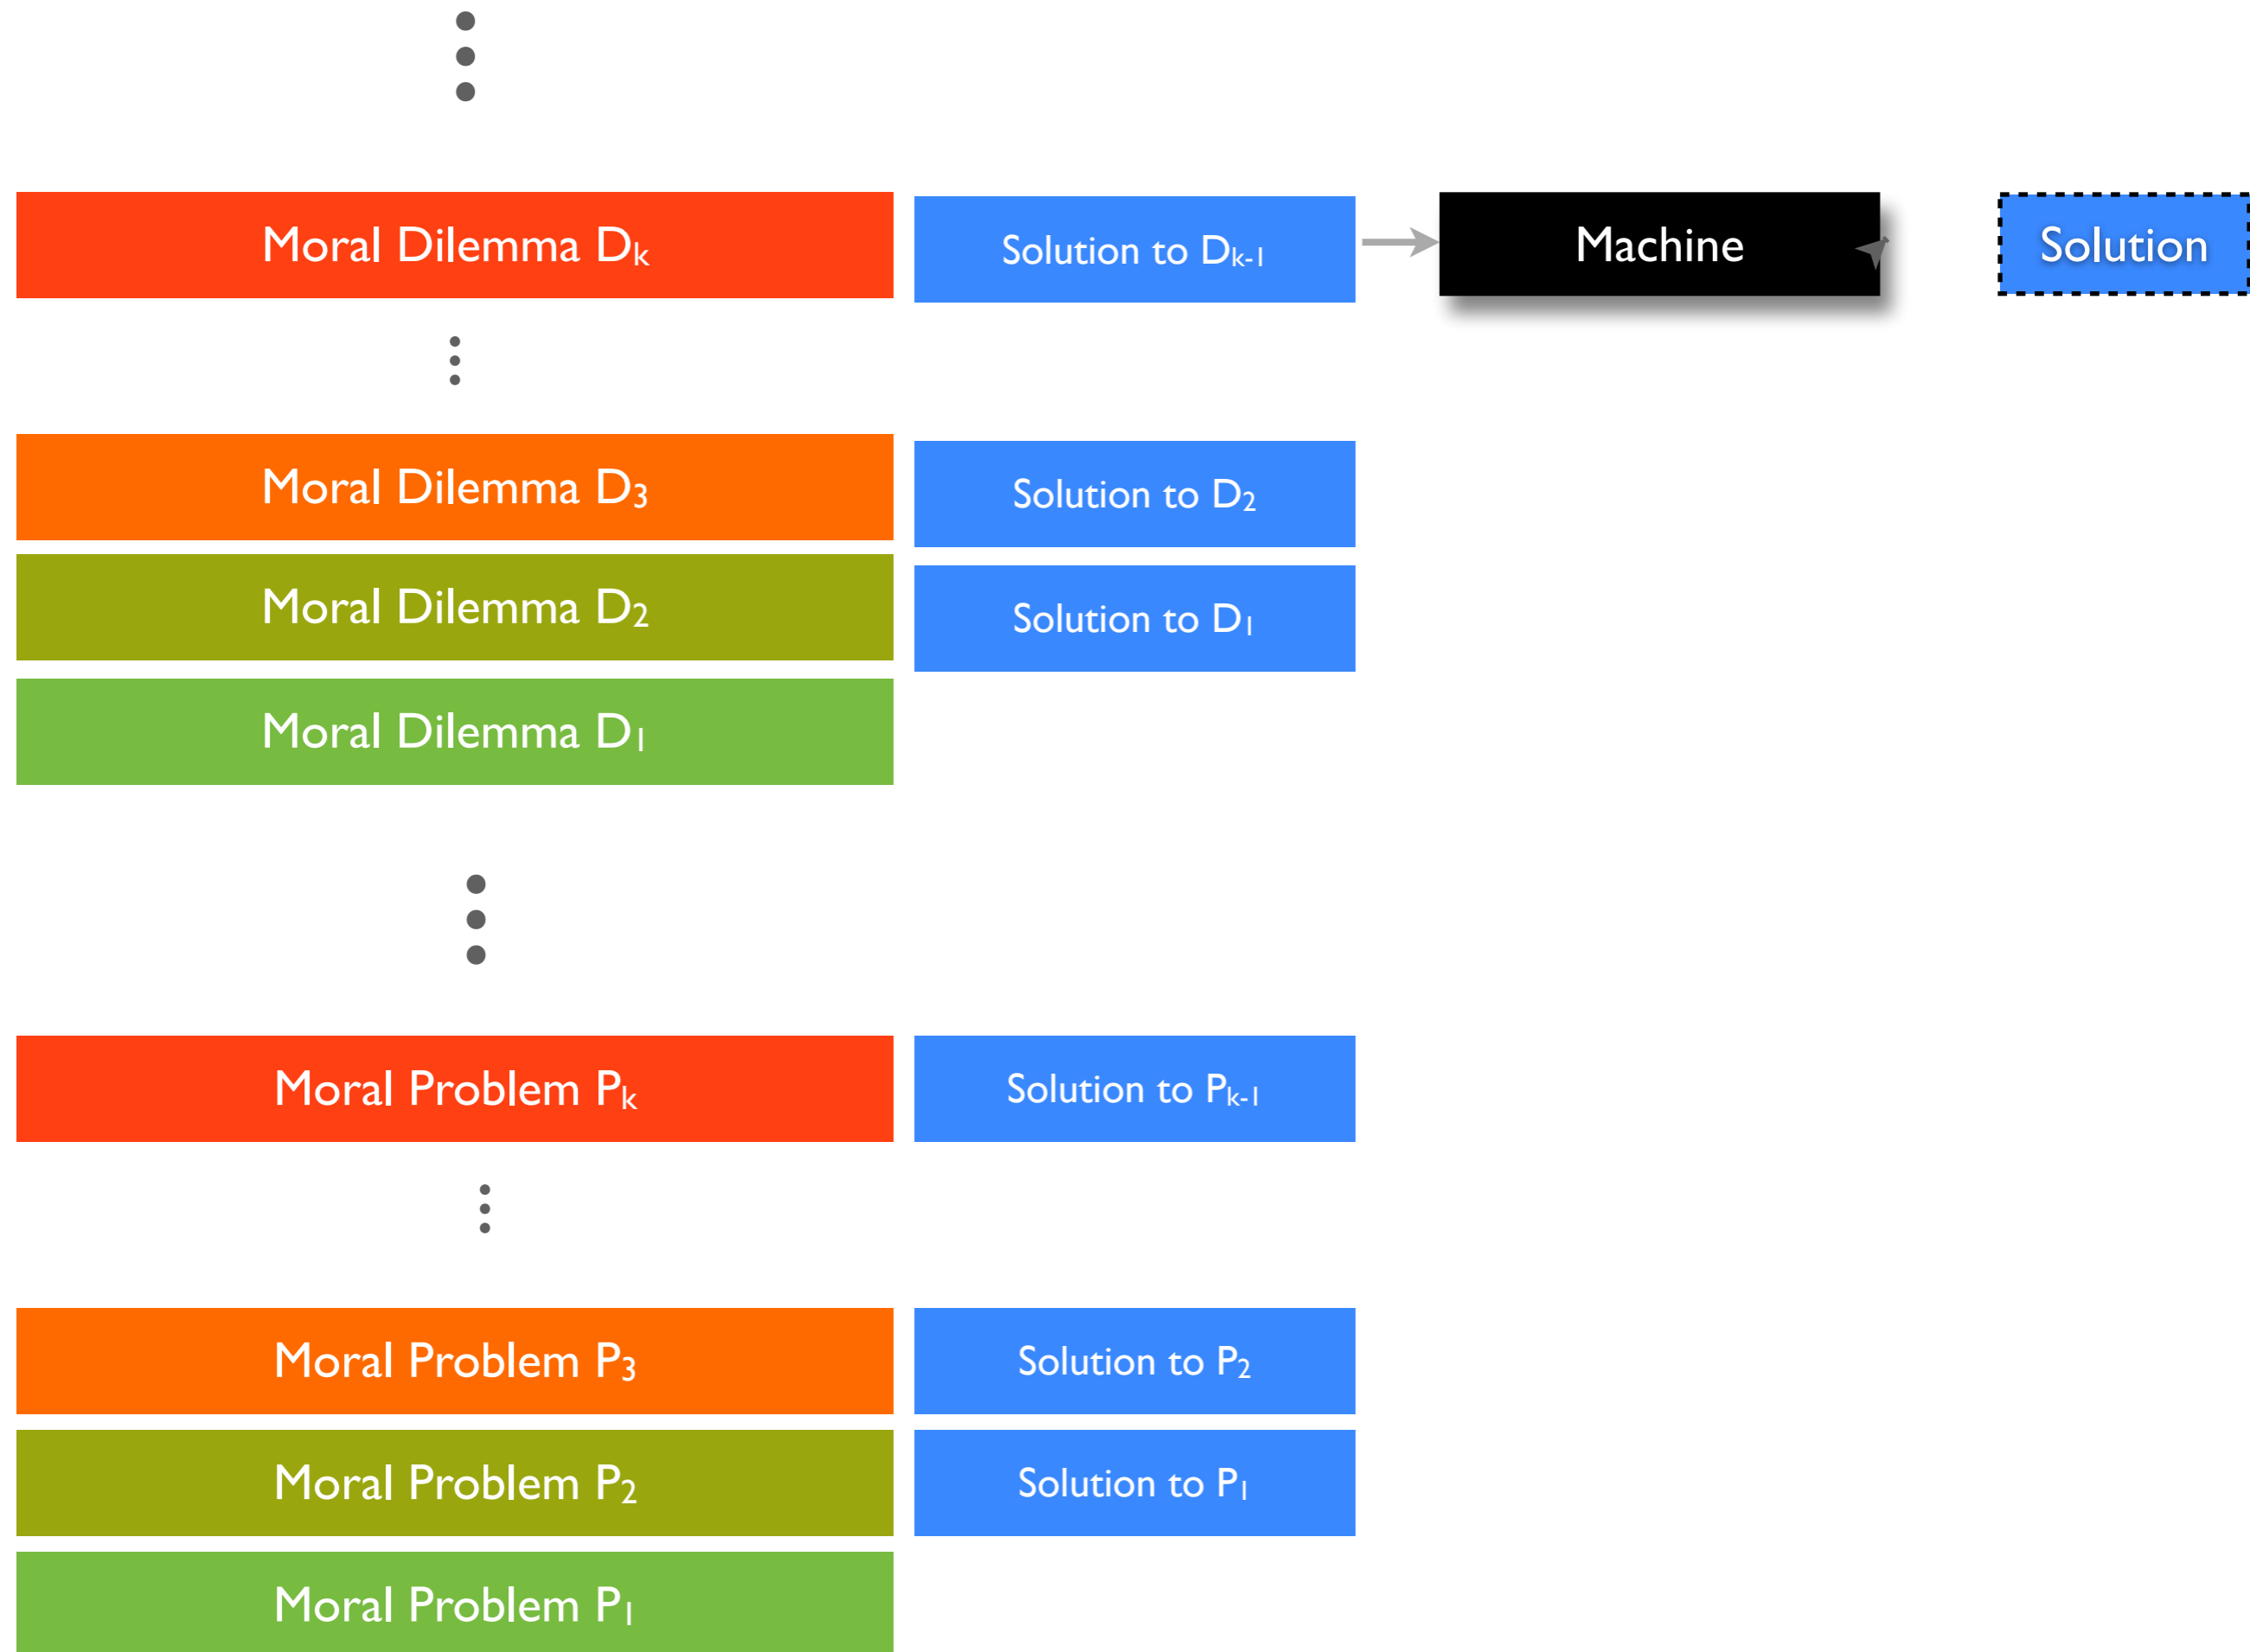 Moral Dilemma Dk Solution to Dk-1 Machine Solution
Moral Dilemma D3 Solution to D2
Moral Dilemma D2 Solution to D1
Moral Dilemma D1
Moral Problem Pk Solution to Pk-1
Moral Problem P3 Solution to P2
Moral Problem P2 Solution to P1
Moral Problem P1